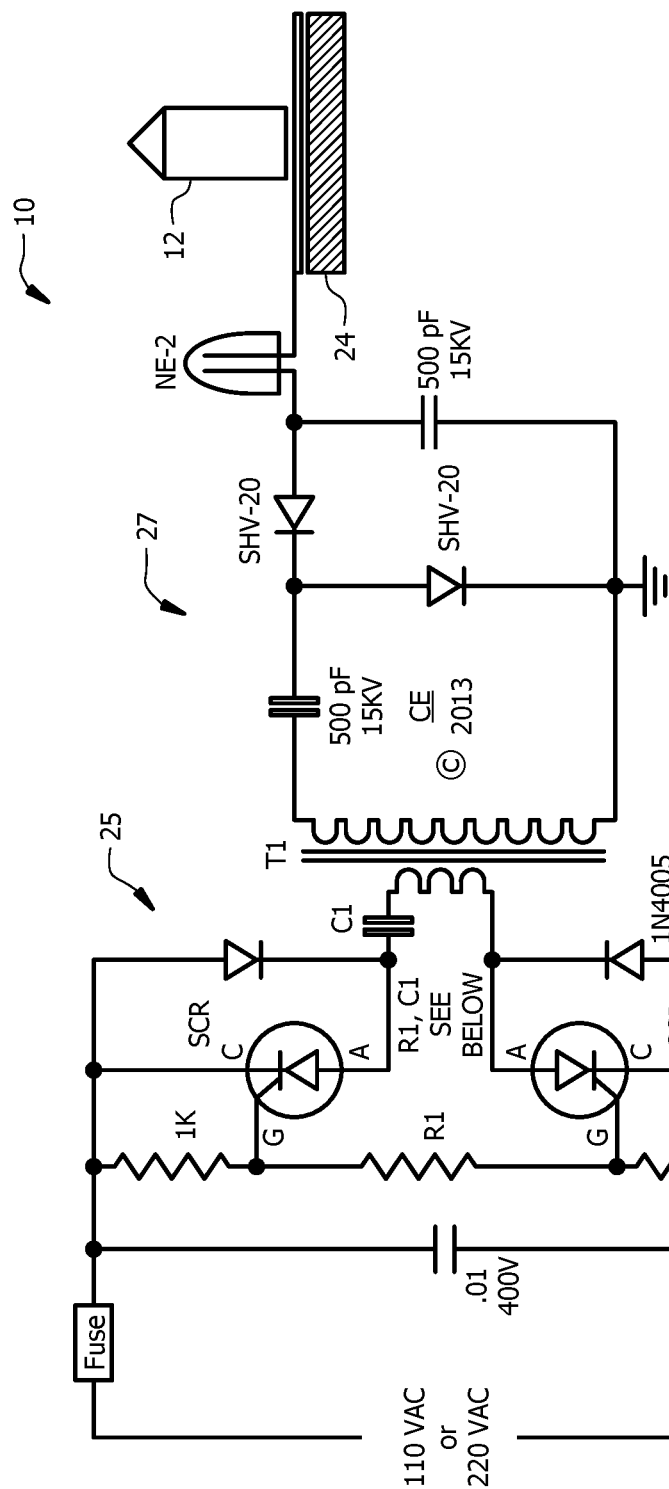 10
12
NE-2
24
500 pF
15KV
27
SHV-20
SHV-20
500 pF
15KV
CE
© 2013
T1
25
C1
1N4005
SCR
C
A
G
R1, C1
SEE
BELOW
1K
R1
A
C
G
.01
400V
Fuse
110 VAC
or
220 VAC